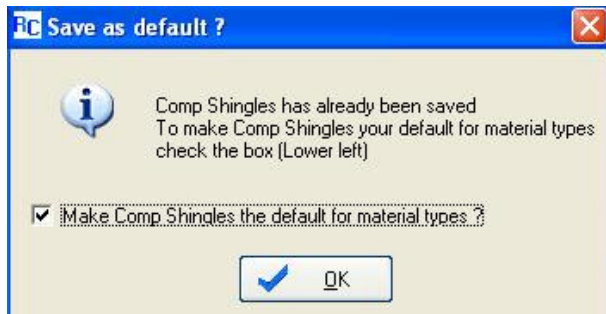 RC Save as default ?
Comp Shingles has already been saved
To make Comp Shingles your default for material types
check the box (Lower left)
Make Comp Shingles the default for material types ?
OK